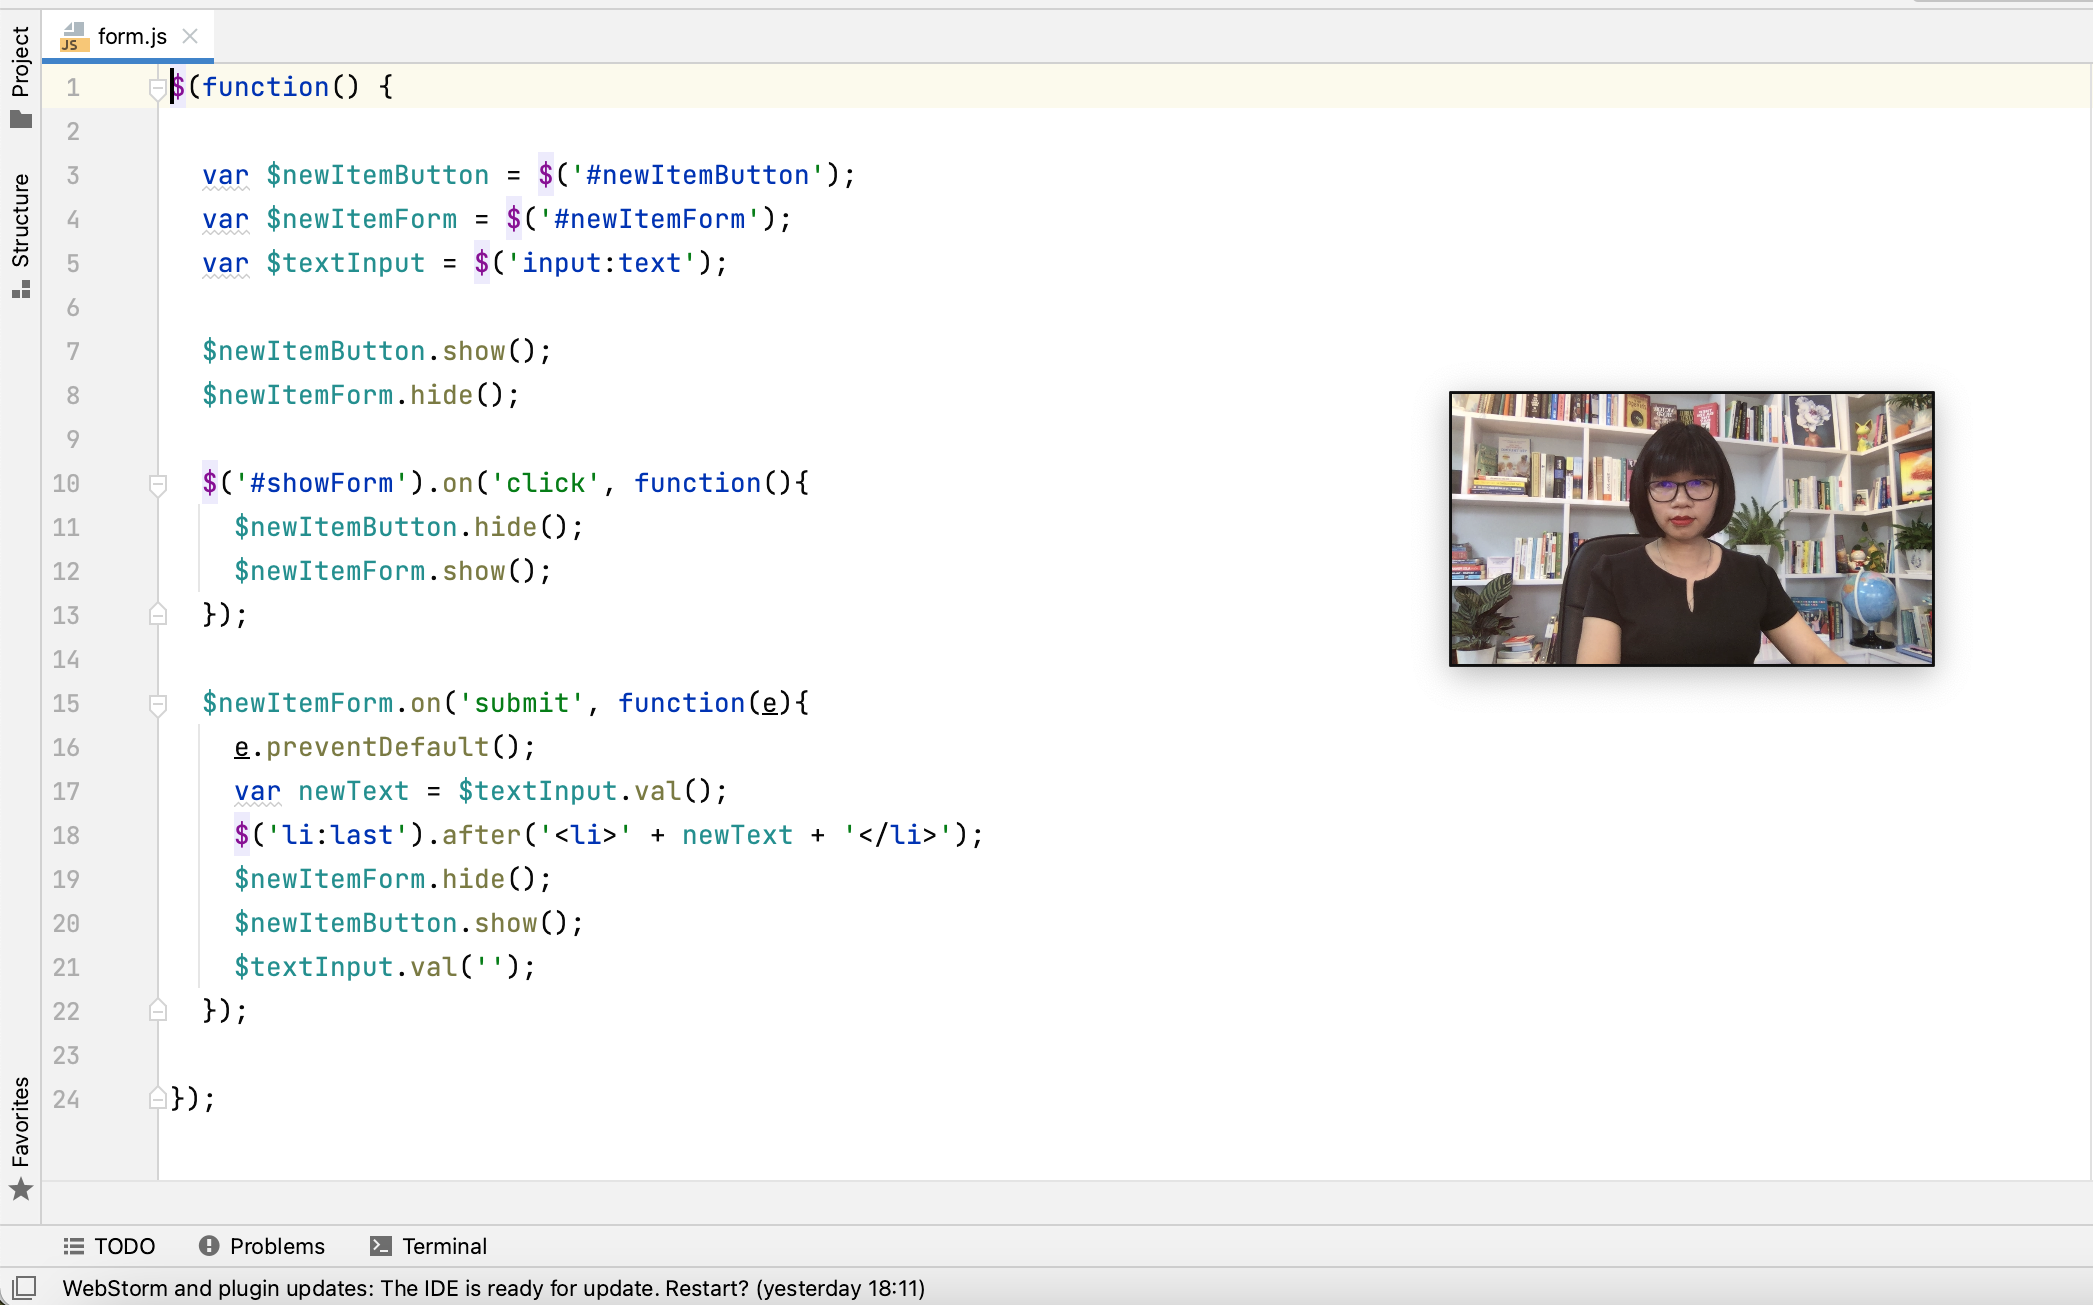 Project
Structure
Favorites
JS form.js
1 $(function() {
2
3 var $newItemButton = $('#newItemButton');
4 var $newItemForm = $('#newItemForm');
5 var $textInput = $('input:text');
6
7 $newItemButton.show();
8 $newItemForm.hide();
9
10 $('#showForm').on('click', function(){
11 $newItemButton.hide();
12 $newItemForm.show();
13 });
14
15 $newItemForm.on('submit', function(e){
16 e.preventDefault();
17 var newText = $textInput.val();
18 $('li:last').after('<li>' + newText + '</li>');
19 $newItemForm.hide();
20 $newItemButton.show();
21 $textInput.val('');
22 });
23
24 });
TODO Problems Terminal
WebStorm and plugin updates: The IDE is ready for update. Restart? (yesterday 18:11)